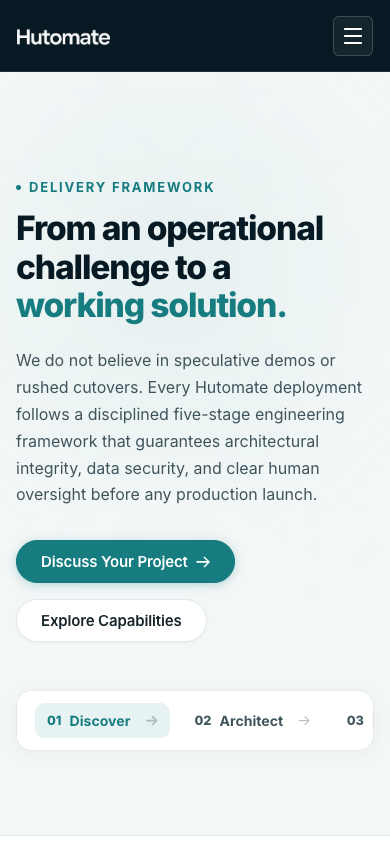 Hutomate
• DELIVERY FRAMEWORK
From an operational
challenge to a
working solution.
We do not believe in speculative demos or
rushed cutovers. Every Hutomate deployment
follows a disciplined five-stage engineering
framework that guarantees architectural
integrity, data security, and clear human
oversight before any production launch.
Discuss Your Project →
Explore Capabilities
01 Discover → 02 Architect → 03